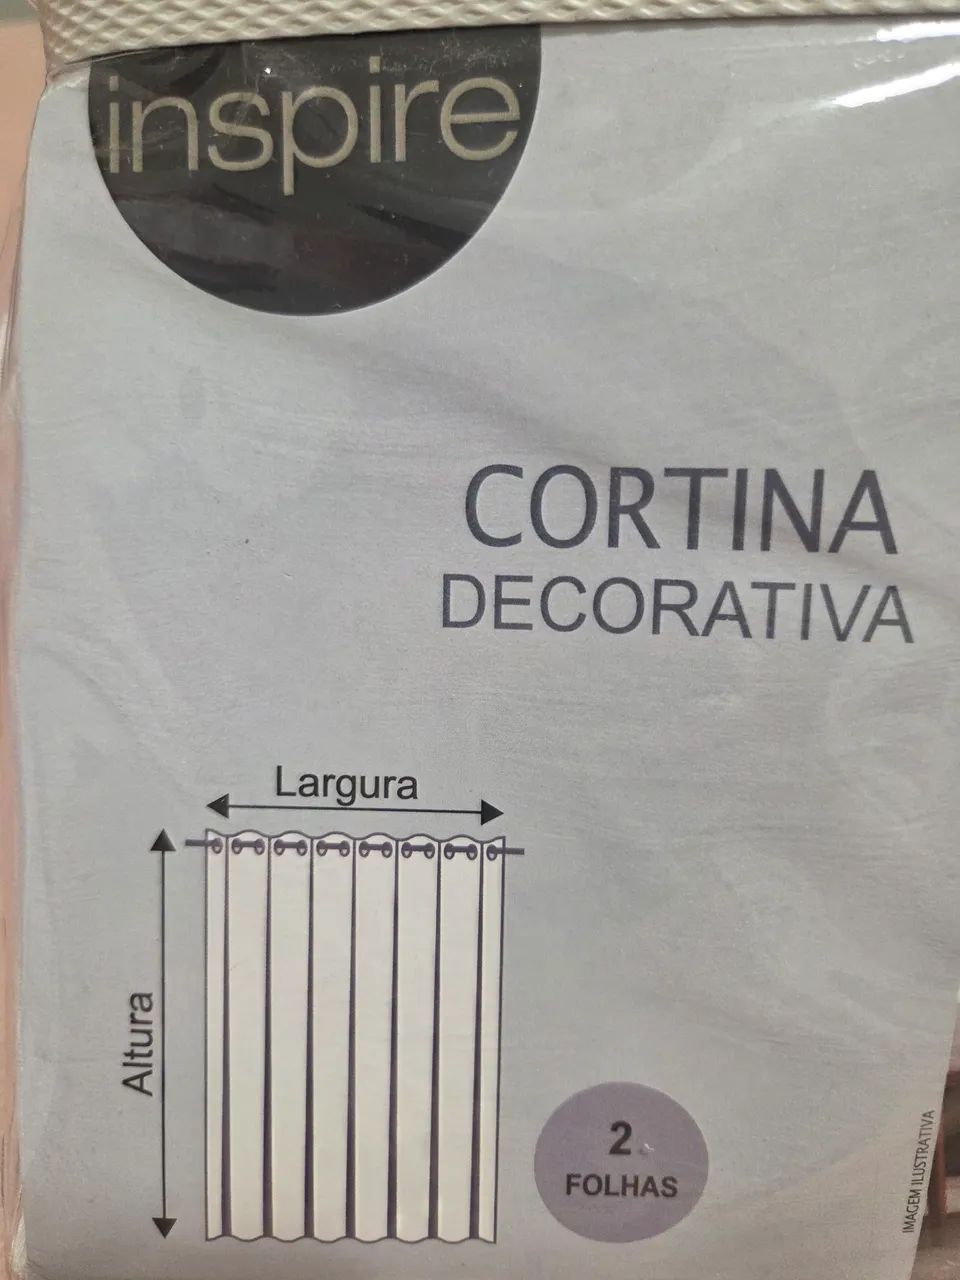 inspire
CORTINA
DECORATIVA
Largura
Altura
2
FOLHAS
IMAGEM ILUSTRATIVA